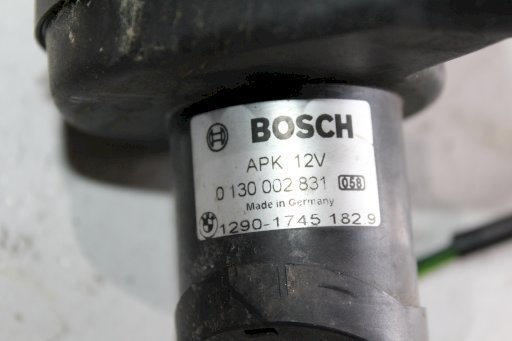 BOSCH
APK 12V
0 130 002 831 058
Made in Germany
1290-1745 182.9